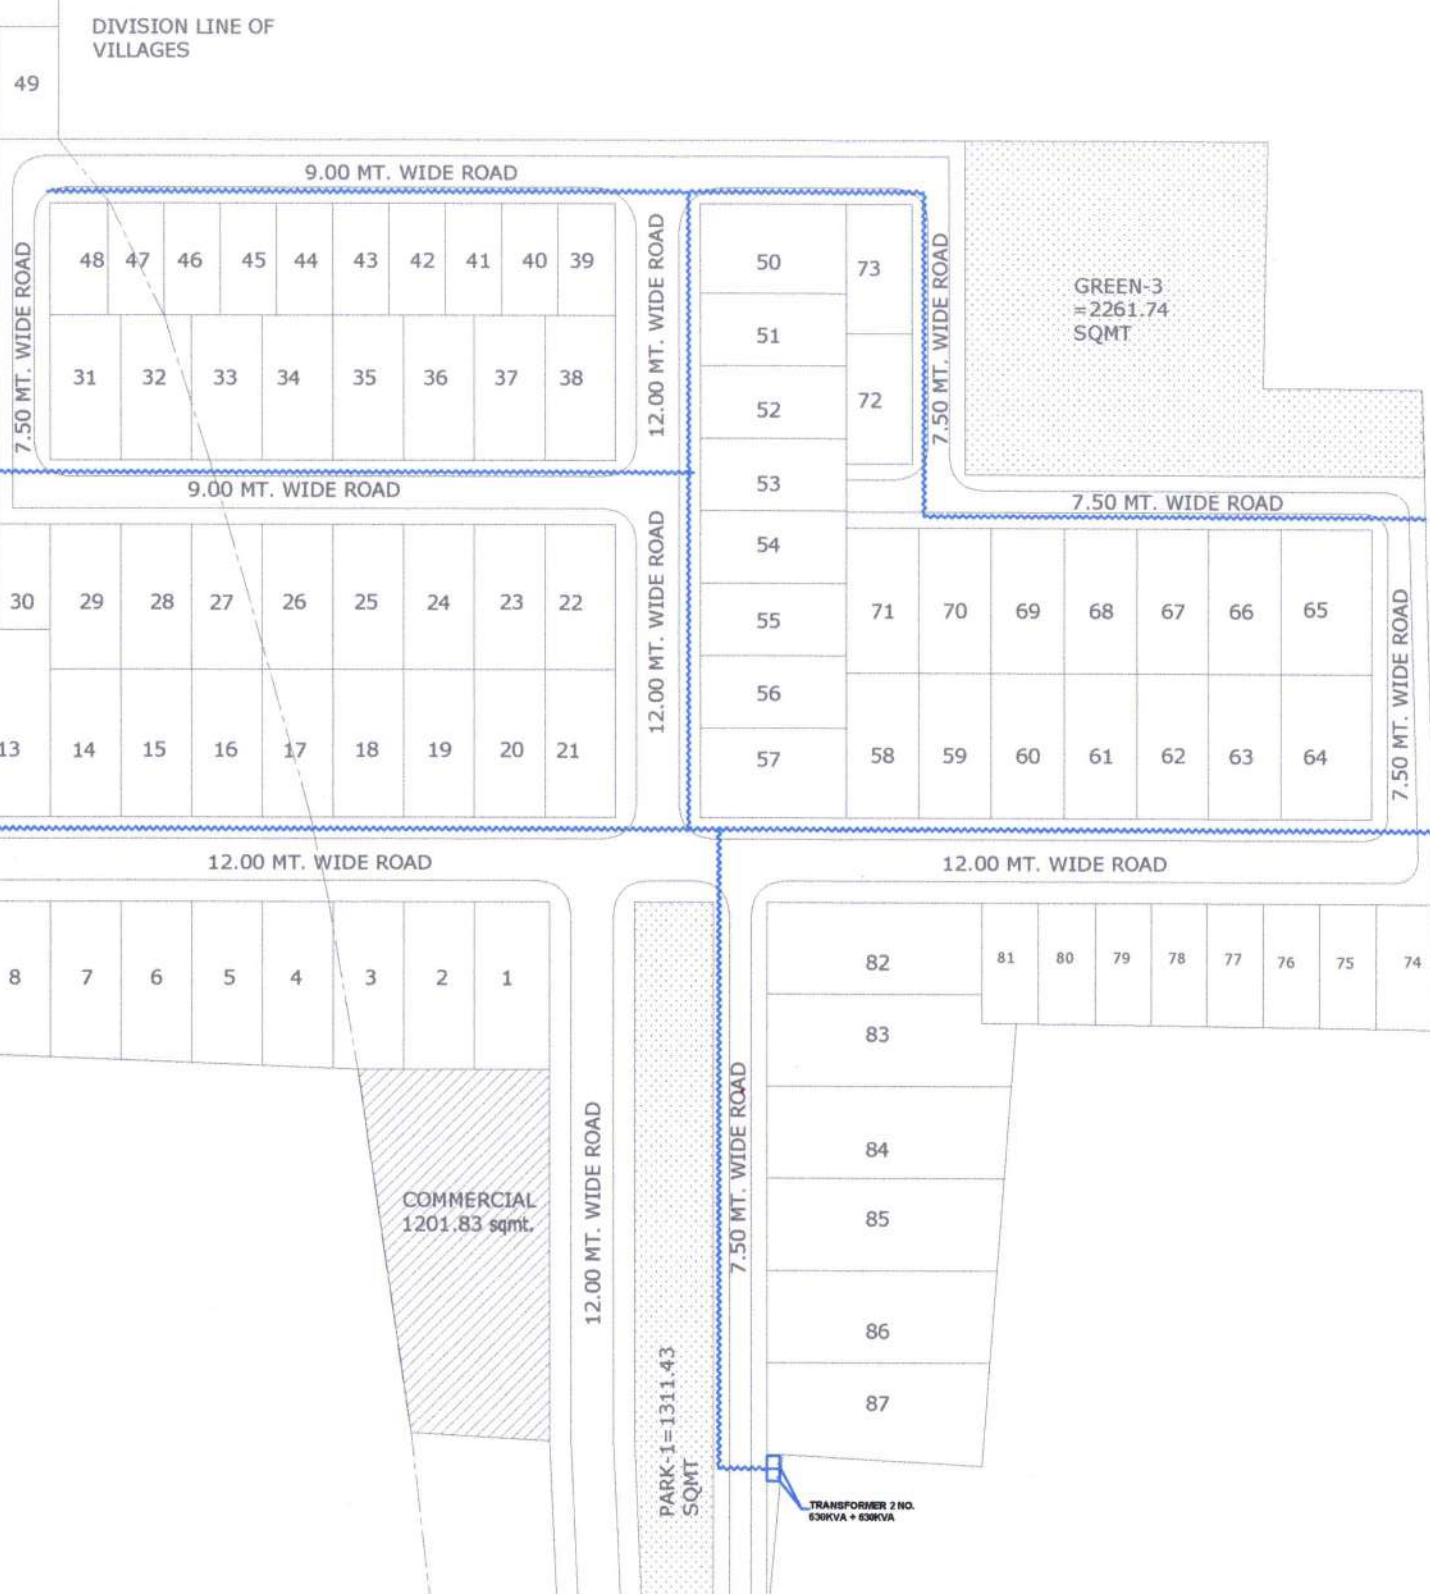 DIVISION LINE OF
VILLAGES
49
9.00 MT. WIDE ROAD
7.50 MT. WIDE ROAD
48 47 46 45 44 43 42 41 40 39
31 32 33 34 35 36 37 38
12.00 MT. WIDE ROAD
50
51
52
53
54
55
56
57
73
72
7.50 MT. WIDE ROAD
GREEN-3
=2261.74
SQMT
9.00 MT. WIDE ROAD
7.50 MT. WIDE ROAD
30 29 28 27 26 25 24 23 22
13 14 15 16 17 18 19 20 21
12.00 MT. WIDE ROAD
71 70 69 68 67 66 65
58 59 60 61 62 63 64
7.50 MT. WIDE ROAD
12.00 MT. WIDE ROAD
12.00 MT. WIDE ROAD
8 7 6 5 4 3 2 1
COMMERCIAL
1201.83 sqmt.
12.00 MT. WIDE ROAD
PARK-1=1311.43
SQMT
7.50 MT. WIDE ROAD
82
83
84
85
86
87
81 80 79 78 77 76 75 74
TRANSFORMER 2 NO.
630KVA + 630KVA